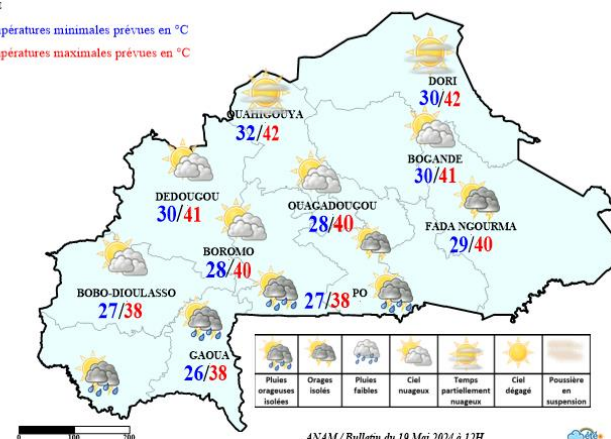 pératures minimales prévues en °C
pératures maximales prévues en °C
DORI
30/42
OUAHIGOUYA
32/42
BOGANDE
30/41
DEDOUGOU
30/41
OUAGADOUGOU
28/40
FADA NGOURMA
29/40
BOROMO
28/40
BOBO-DIOULASSO
27/38
27/38 PO
GAOUA
26/38
Pluies orageuses isolées
Orages isolés
Pluies faibles
Ciel nuageux
Temps partiellement nuageux
Ciel dégagé
Poussière en suspension
0 100 200
ANAM / Bulletin du 19 Mai 2024 à 12H